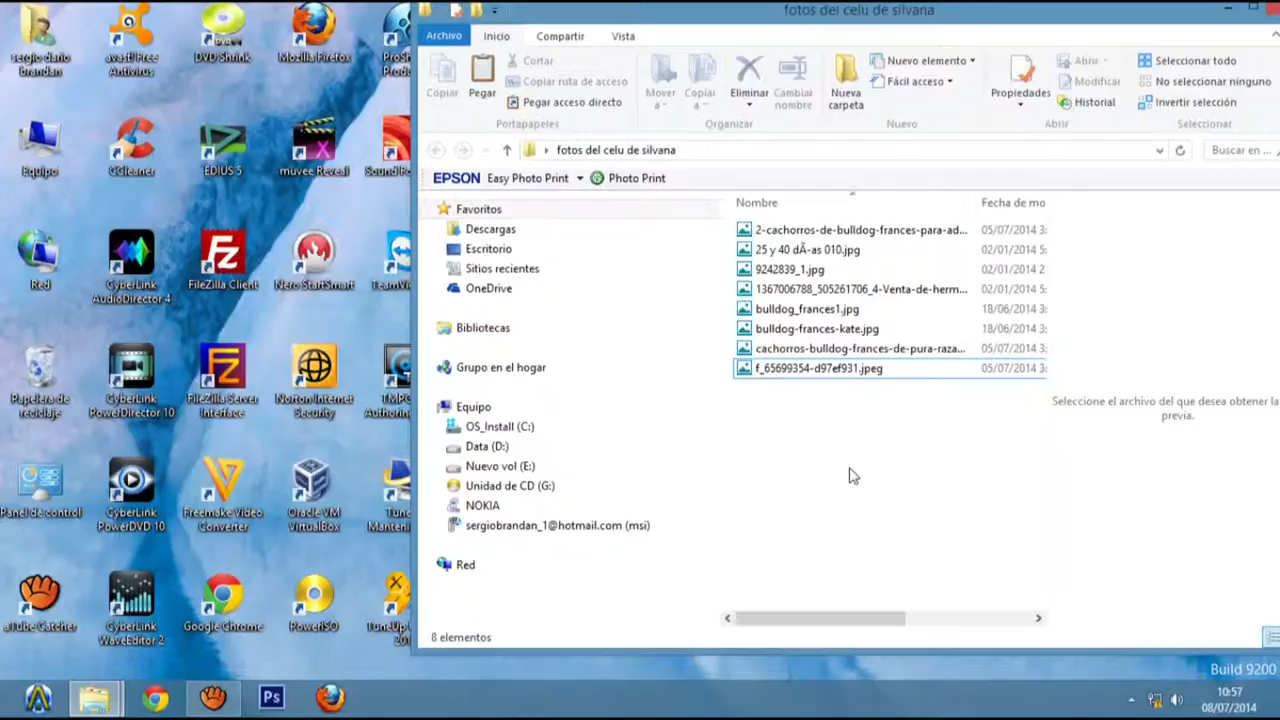 fotos del celu de silvana
Archivo
Inicio
Compartir
Vista
Copiar
Pegar
Cortar
Copiar ruta de acceso
Pegar acceso directo
Portapapeles
Mover a
Copiar a
Eliminar
Cambiar nombre
Organizar
Nueva carpeta
Nuevo elemento
Fácil acceso
Nuevo
Propiedades
Abrir
Modificar
Historial
Abrir
Seleccionar todo
No seleccionar ninguno
Invertir selección
Seleccionar
fotos del celu de silvana
Buscar en ...
EPSON Easy Photo Print
Photo Print
Favoritos
Descargas
Escritorio
Sitios recientes
OneDrive
Bibliotecas
Grupo en el hogar
Equipo
OS_Install (C:)
Data (D:)
Nuevo vol (E:)
Unidad de CD (G:)
NOKIA
sergiobrandan_1@hotmail.com (msi)
Red
Nombre
Fecha de mo
2-cachorros-de-bulldog-frances-para-ad...
05/07/2014 3:
25 y 40 dÃ-as 010.jpg
02/01/2014 5:
9242839_1.jpg
02/01/2014 2
1367006788_505261706_4-Venta-de-herm...
02/01/2014 5:
bulldog_frances1.jpg
18/06/2014 3:
bulldog-frances-kate.jpg
18/06/2014 3:
cachorros-bulldog-frances-de-pura-raza...
05/07/2014 3:
f_65699354-d97ef931.jpeg
05/07/2014 3:
Seleccione el archivo del que desea obtener la
previa.
8 elementos
sergio dario
Brandan
avast! Free
Antivirus
DVD Shrink
Mozilla Firefox
Equipo
CCleaner
EDIUS 5
muvee Reveal
Red
CyberLink
AudioDirector 4
FileZilla Client
Nero StartSmart
Papelera de
reciclaje
CyberLink
PowerDirector 10
FileZilla Server
Interface
Norton Internet
Security
Panel de control
CyberLink
PowerDVD 10
Freemake Video
Converter
Oracle VM
VirtualBox
aTube Catcher
CyberLink
WaveEditor 2
Google Chrome
PowerISO
Build 9200
Ps
10:57
08/07/2014